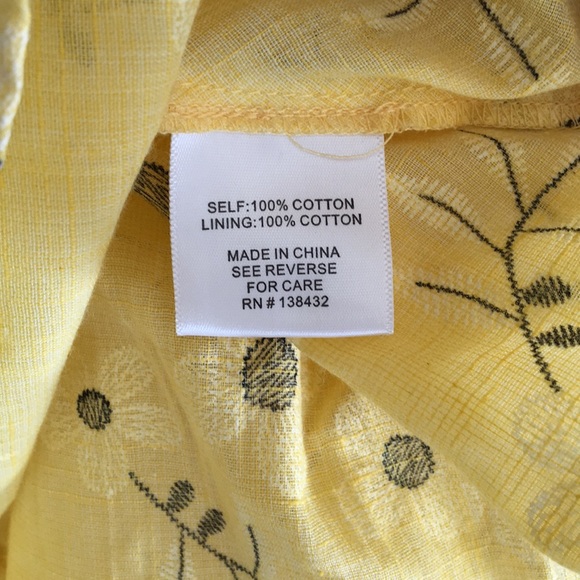 SELF:100% COTTON
LINING:100% COTTON
MADE IN CHINA
SEE REVERSE
FOR CARE
RN # 138432